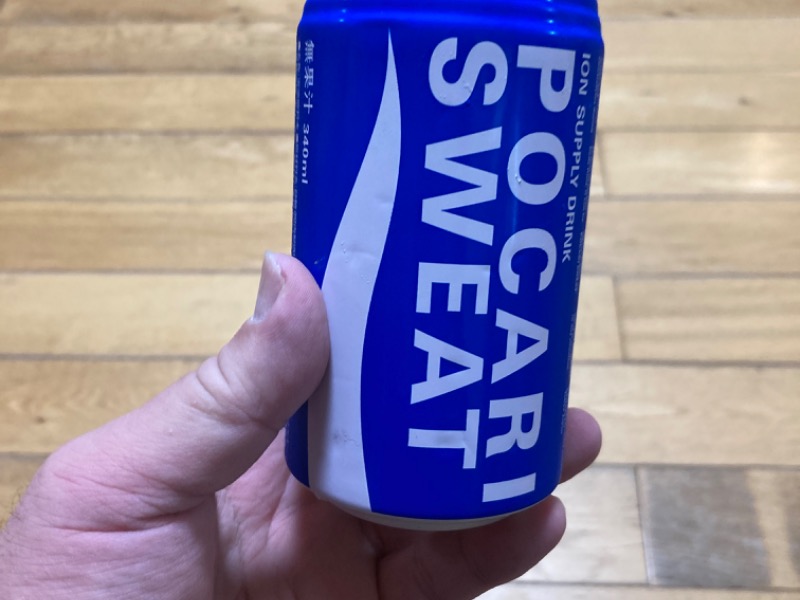 POCARI
SWEAT
ION SUPPLY DRINK
無果汁 340ml